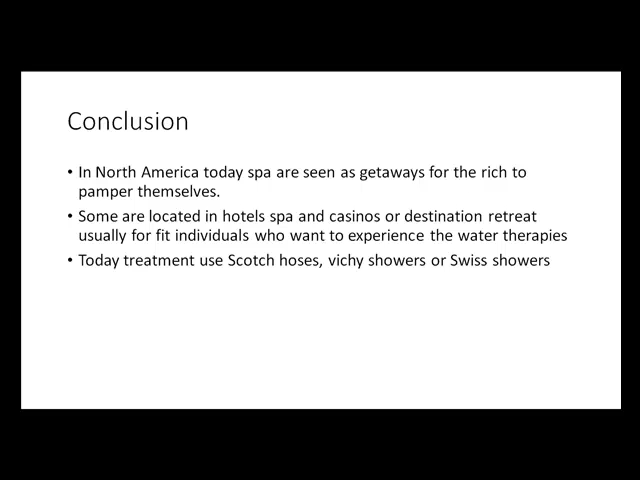 Conclusion
• In North America today spa are seen as getaways for the rich to
pamper themselves.
• Some are located in hotels spa and casinos or destination retreat
usually for fit individuals who want to experience the water therapies
• Today treatment use Scotch hoses, vichy showers or Swiss showers